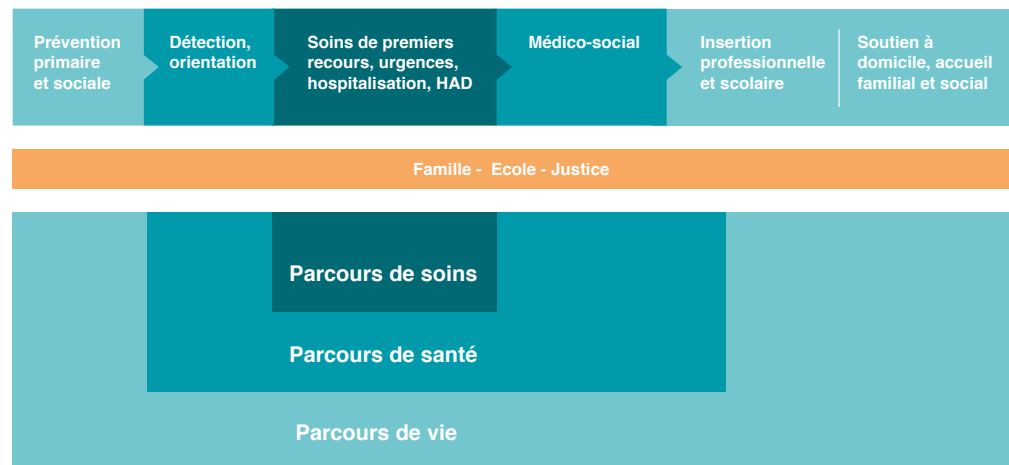 Prévention
primaire
et sociale
Détection,
orientation
Soins de premiers
recours, urgences,
hospitalisation, HAD
Médico-social
Insertion
professionnelle
et scolaire
Soutien à
domicile, accueil
familial et social
Famille - Ecole - Justice
Parcours de soins
Parcours de santé
Parcours de vie